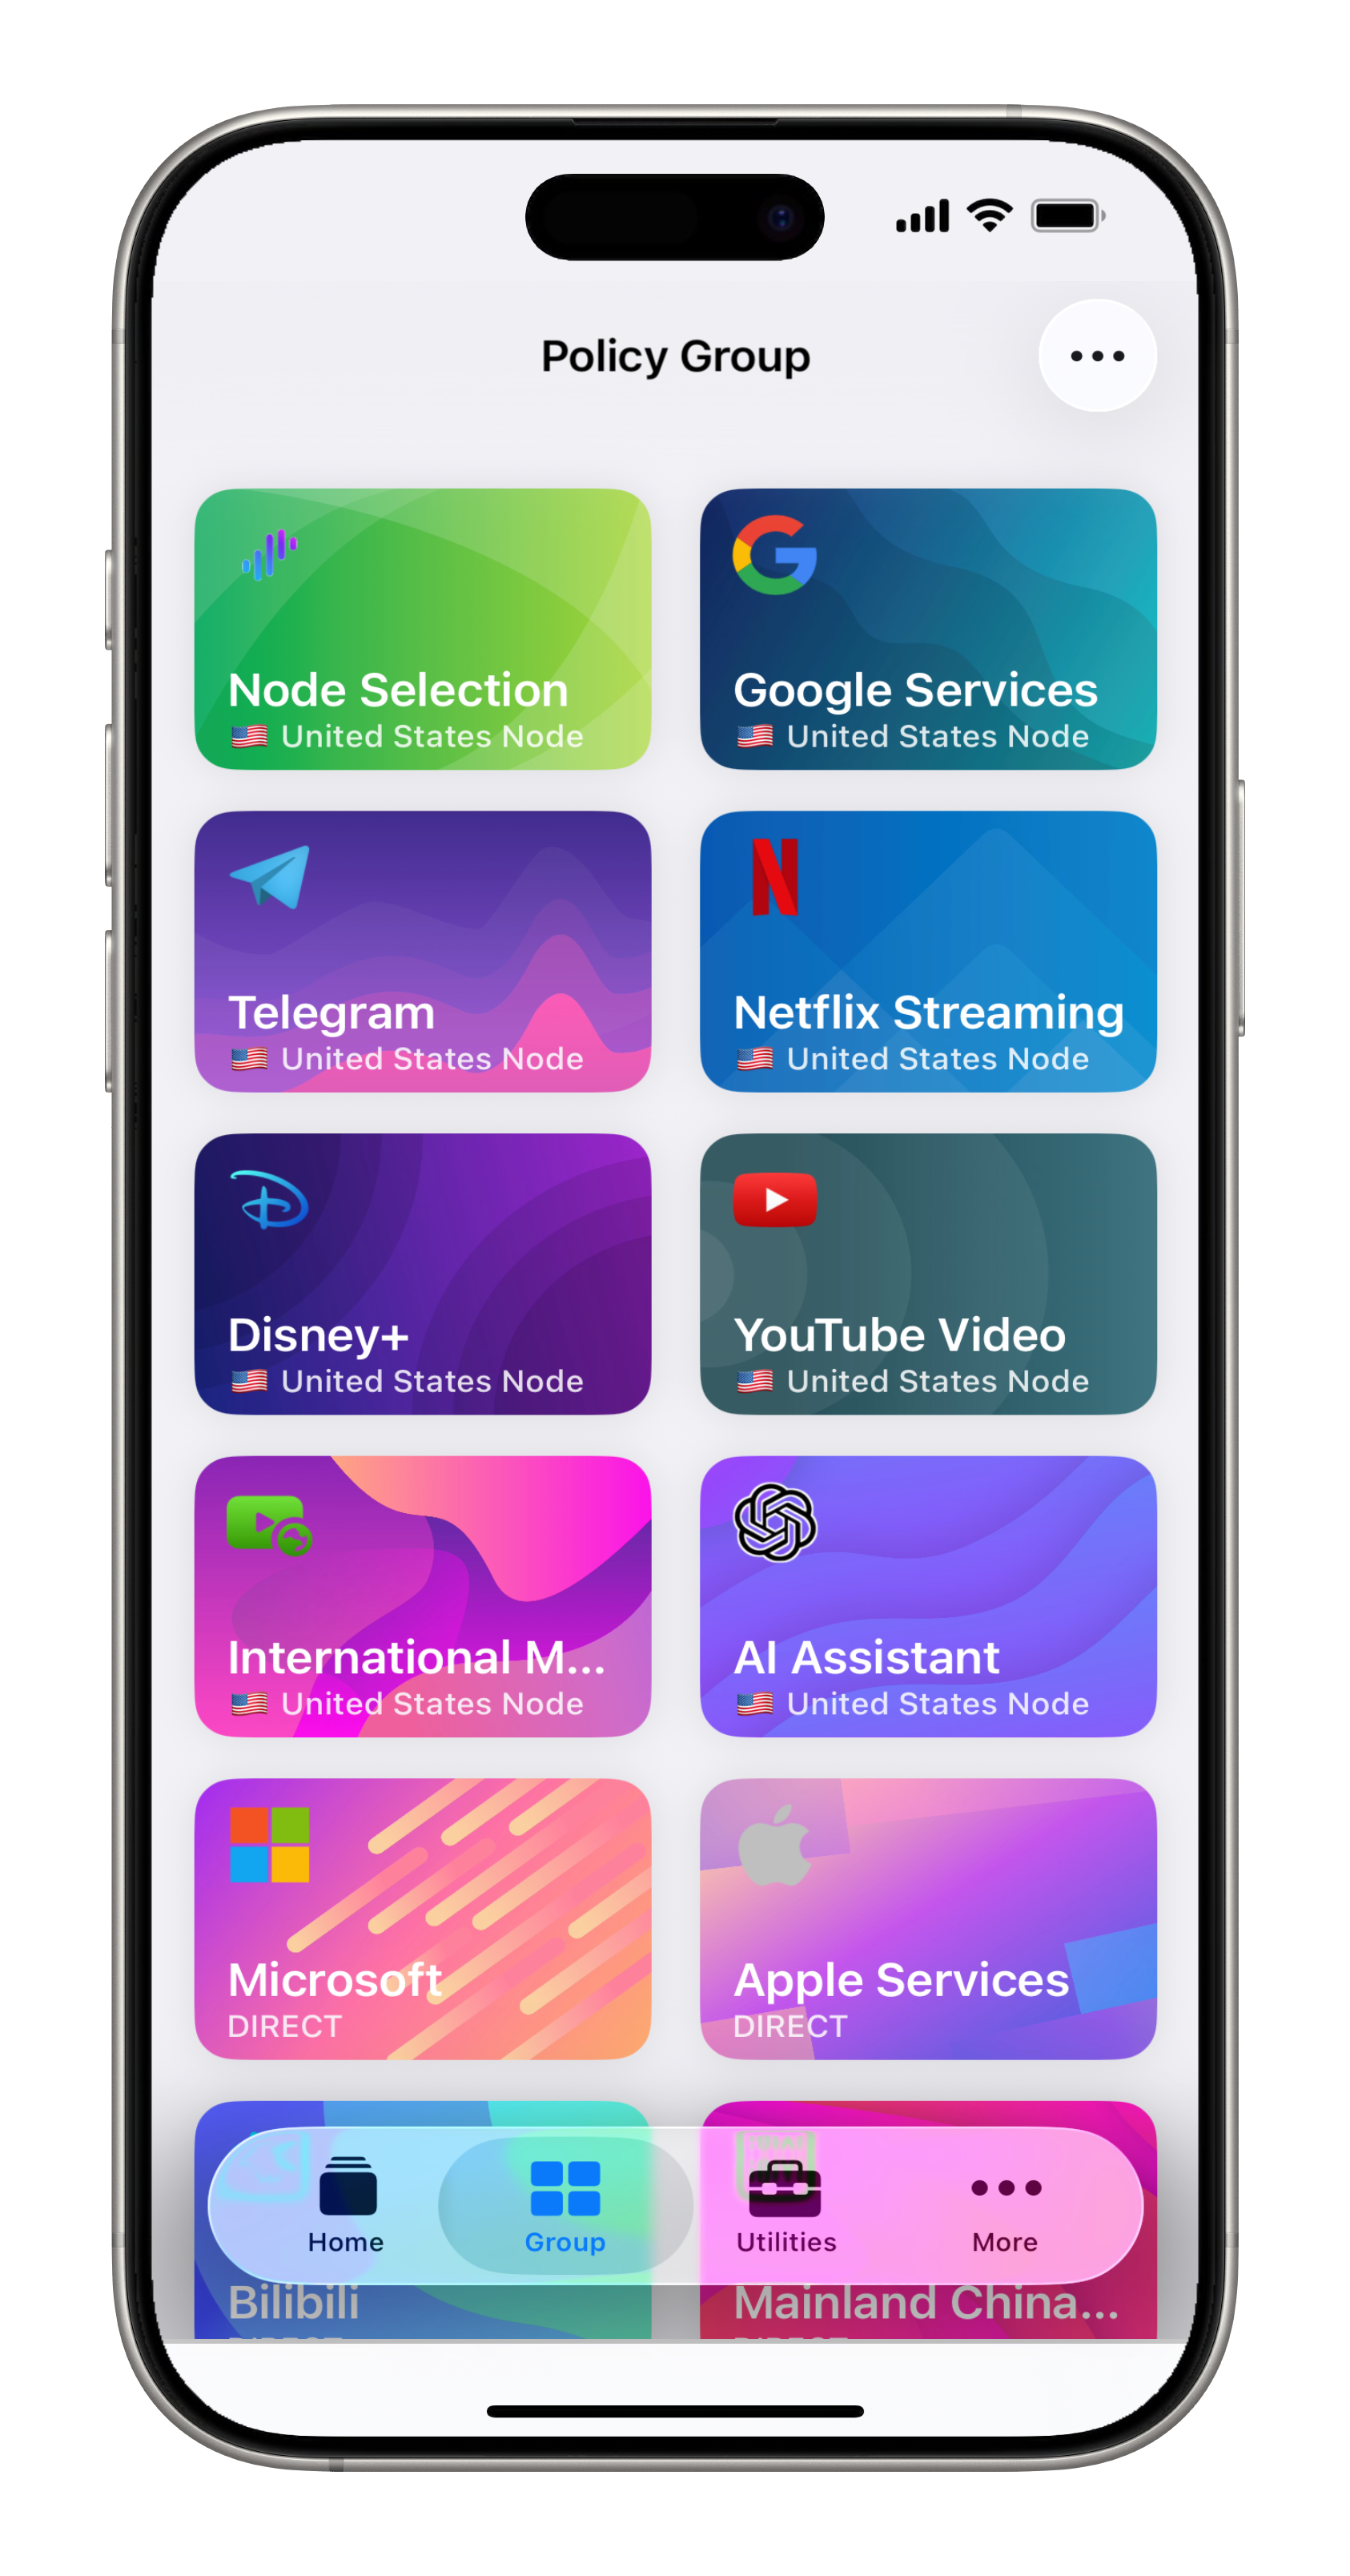 Policy Group
Node Selection
United States Node
Google Services
United States Node
Telegram
United States Node
Netflix Streaming
United States Node
Disney+
United States Node
YouTube Video
United States Node
International M...
United States Node
AI Assistant
United States Node
Microsoft
DIRECT
Apple Services
DIRECT
Home
Group
Utilities
More
Bilibili
Mainland China...